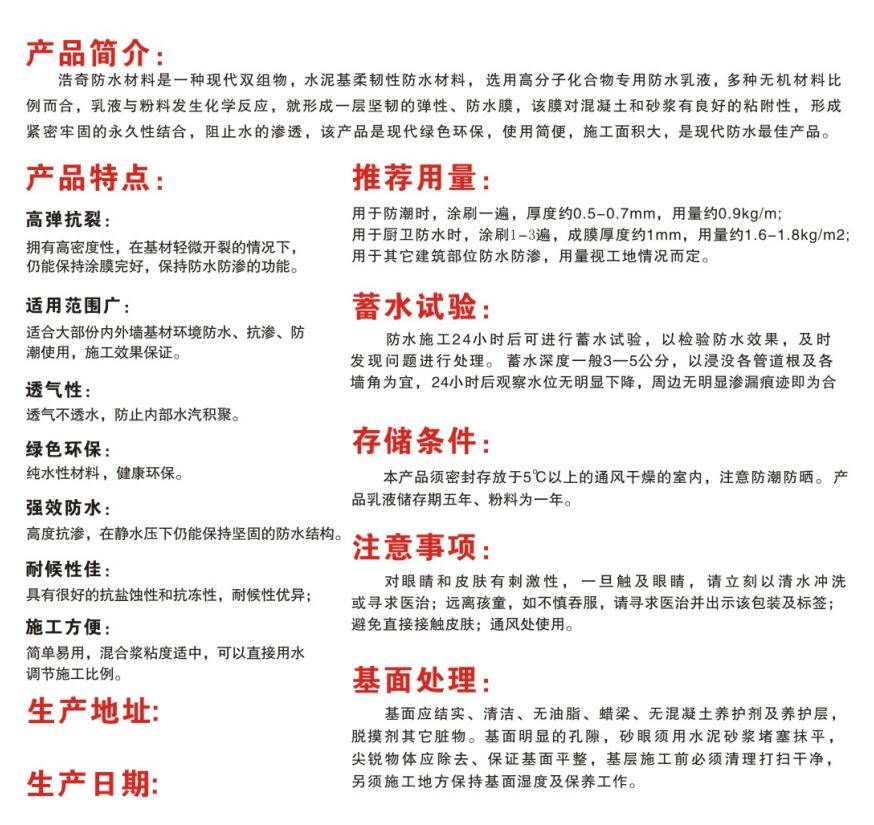 产品简介：
浩奇防水材料是一种现代双组物，水泥基柔韧性防水材料，选用高分子化合物专用防水乳液，多种无机材料比
例而合，乳液与粉料发生化学反应，就形成一层坚韧的弹性、防水膜，该膜对混凝土和砂浆有良好的粘附性，形成
紧密牢固的永久性结合，阻止水的渗透，该产品是现代绿色环保，使用简便，施工面积大，是现代防水最佳产品。
产品特点：
高弹抗裂：
拥有高密度性，在基材轻微开裂的情况下，
仍能保持涂膜完好，保持防水防渗的功能。
适用范围广：
适合大部份内外墙基材环境防水、抗渗、防
潮使用，施工效果保证。
透气性：
透气不透水，防止内部水汽积聚。
绿色环保：
纯水性材料，健康环保。
强效防水：
高度抗渗，在静水压下仍能保持坚固的防水结构。
耐候性佳：
具有很好的抗盐蚀性和抗冻性，耐候性优异；
施工方便：
简单易用，混合浆粘度适中，可以直接用水
调节施工比例。
生产地址：
生产日期：
推荐用量：
用于防潮时，涂刷一遍，厚度约0.5-0.7mm，用量约0.9kg/m;
用于厨卫防水时，涂刷1-3遍，成膜厚度约1mm，用量约1.6-1.8kg/m2;
用于其它建筑部位防水防渗，用量视工地情况而定。
蓄水试验：
防水施工24小时后可进行蓄水试验，以检验防水效果，及时
发现问题进行处理。蓄水深度一般3—5公分，以浸没各管道根及各
墙角为宜，24小时后观察水位无明显下降，周边无明显渗漏痕迹即为合
存储条件：
本产品须密封存放于5℃以上的通风干燥的室内，注意防潮防晒。产
品乳液储存期五年、粉料为一年。
注意事项：
对眼睛和皮肤有刺激性，一旦触及眼睛，请立刻以清水冲洗
或寻求医治；远离孩童，如不慎吞服，请寻求医治并出示该包装及标签；
避免直接接触皮肤；通风处使用。
基面处理：
基面应结实、清洁、无油脂、蜡梁、无混凝土养护剂及养护层，
脱摸剂其它脏物。基面明显的孔隙，砂眼须用水泥砂浆堵塞抹平，
尖锐物体应除去、保证基面平整，基层施工前必须清理打扫干净，
另须施工地方保持基面湿度及保养工作。